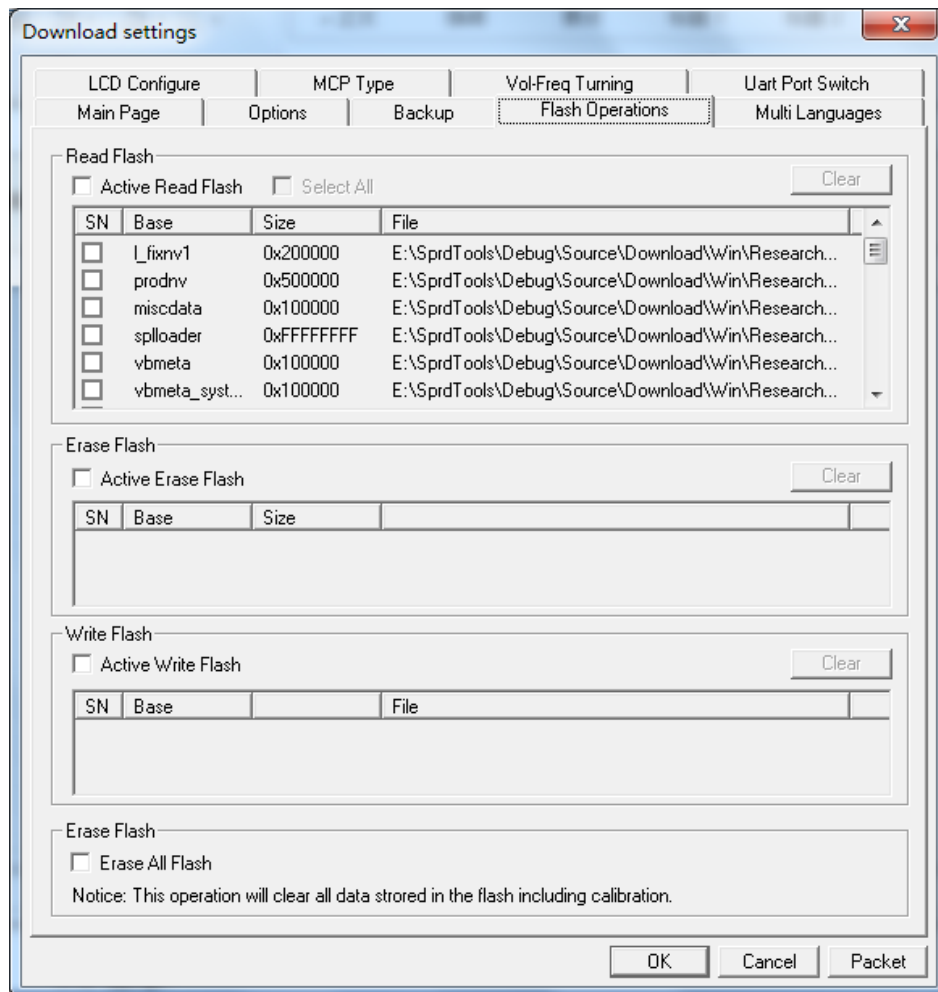 Download settings
LCD Configure MCP Type Vol-Freq Turning Uart Port Switch
Main Page Options Backup Flash Operations Multi Languages
Read Flash
Active Read Flash Select All Clear
SN Base Size File
l_fixnv1 0x200000 E:\SprdTools\Debug\Source\Download\Win\Research...
prodnv 0x500000 E:\SprdTools\Debug\Source\Download\Win\Research...
miscdata 0x100000 E:\SprdTools\Debug\Source\Download\Win\Research...
splloader 0xFFFFFFFF E:\SprdTools\Debug\Source\Download\Win\Research...
vbmeta 0x100000 E:\SprdTools\Debug\Source\Download\Win\Research...
vbmeta_syst... 0x100000 E:\SprdTools\Debug\Source\Download\Win\Research...
Erase Flash
Active Erase Flash Clear
SN Base Size
Write Flash
Active Write Flash Clear
SN Base File
Erase Flash
Erase All Flash
Notice: This operation will clear all data strored in the flash including calibration.
OK Cancel Packet